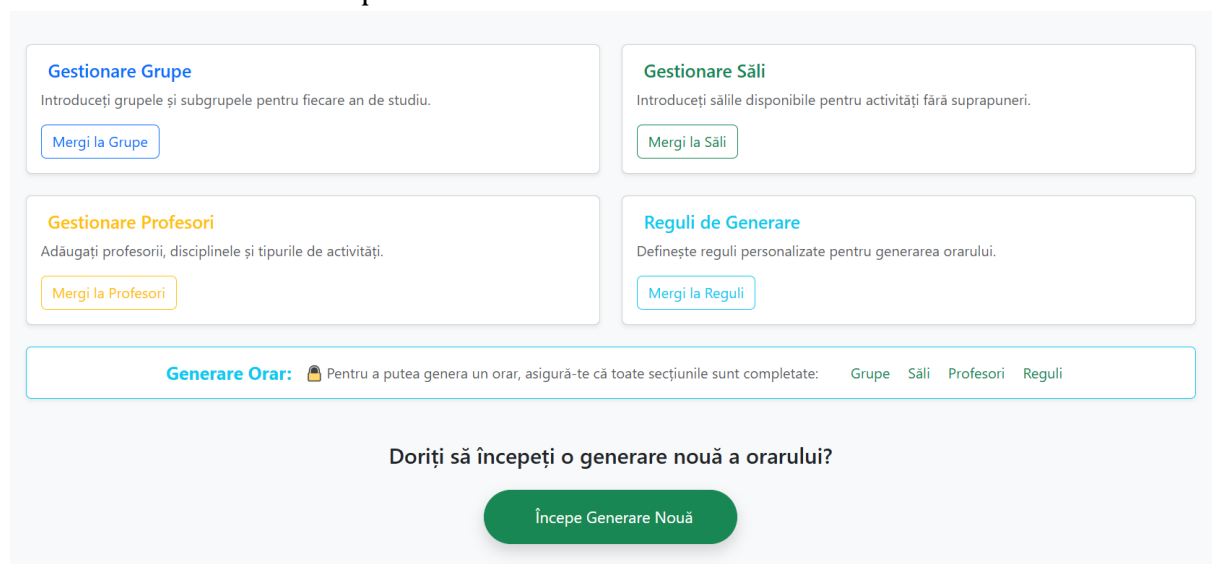 Gestionare Grupe
Introduceți grupele și subgrupele pentru fiecare an de studiu.
Mergi la Grupe
Gestionare Săli
Introduceți sălile disponibile pentru activități fără suprapuneri.
Mergi la Săli
Gestionare Profesori
Adăugați profesorii, disciplinele și tipurile de activități.
Mergi la Profesori
Reguli de Generare
Definește reguli personalizate pentru generarea orarului.
Mergi la Reguli
Generare Orar: Pentru a putea genera un orar, asigură-te că toate secțiunile sunt completate: Grupe Săli Profesori Reguli
Doriți să începeți o generare nouă a orarului?
Începe Generare Nouă